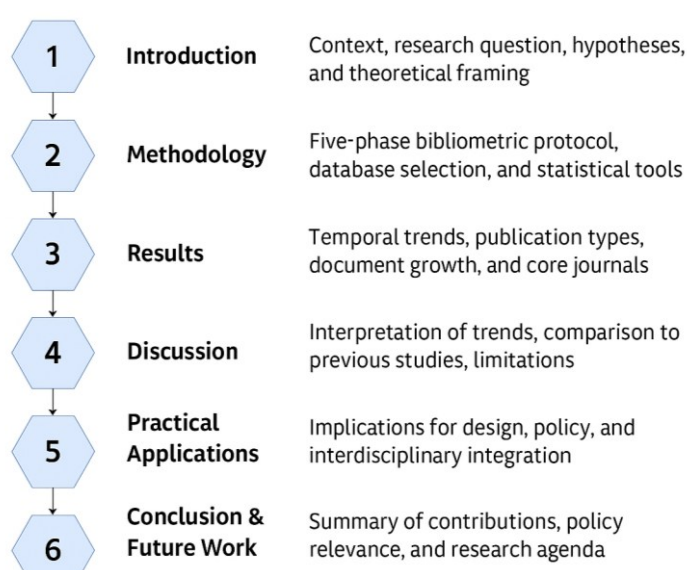 1
Introduction
Context, research question, hypotheses,
and theoretical framing
2
Methodology
Five-phase bibliometric protocol,
database selection, and statistical tools
3
Results
Temporal trends, publication types,
document growth, and core journals
4
Discussion
Interpretation of trends, comparison to
previous studies, limitations
5
Practical
Applications
Implications for design, policy, and
interdisciplinary integration
6
Conclusion &
Future Work
Summary of contributions, policy
relevance, and research agenda